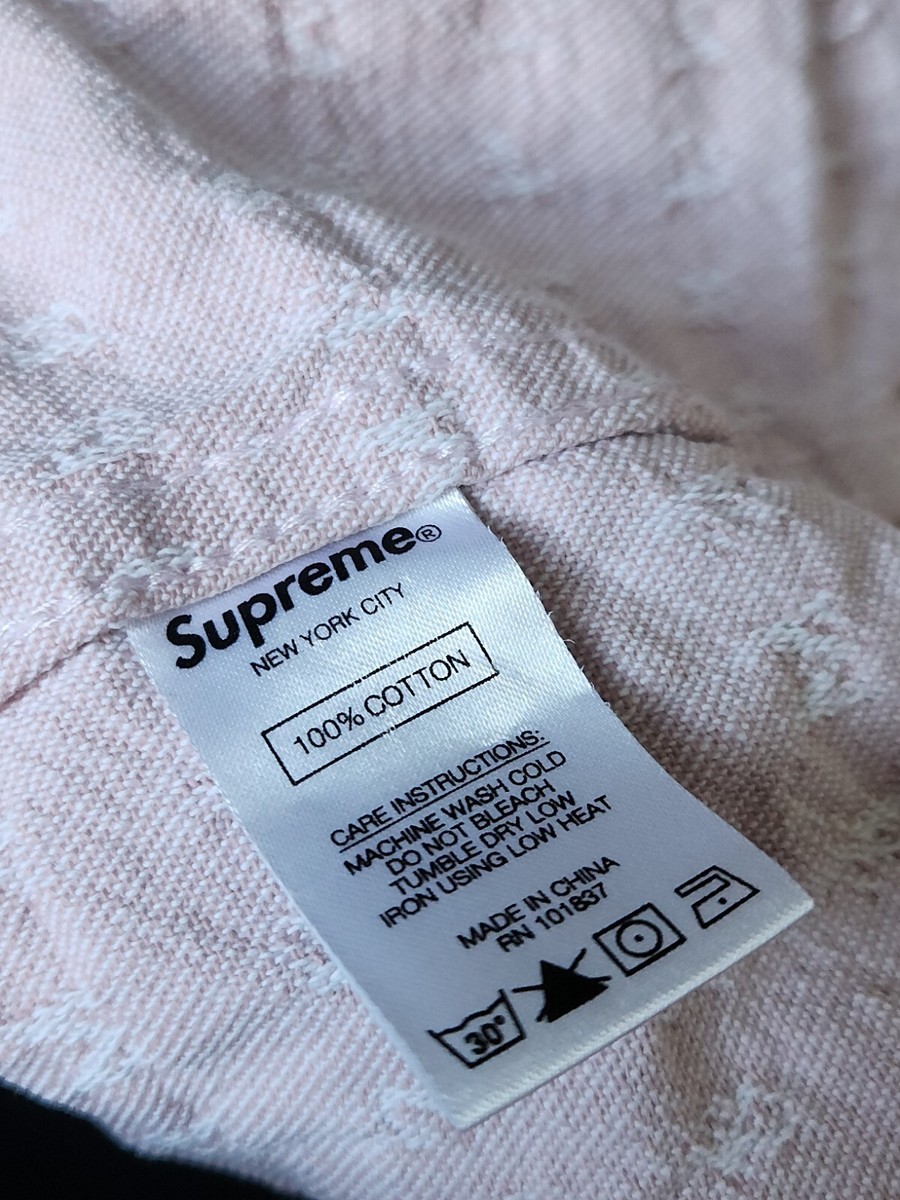 Supreme®
NEW YORK CITY
100% COTTON
CARE INSTRUCTIONS:
MACHINE WASH COLD
DO NOT BLEACH
TUMBLE DRY LOW
IRON USING LOW HEAT
MADE IN CHINA
RN 101837
30°